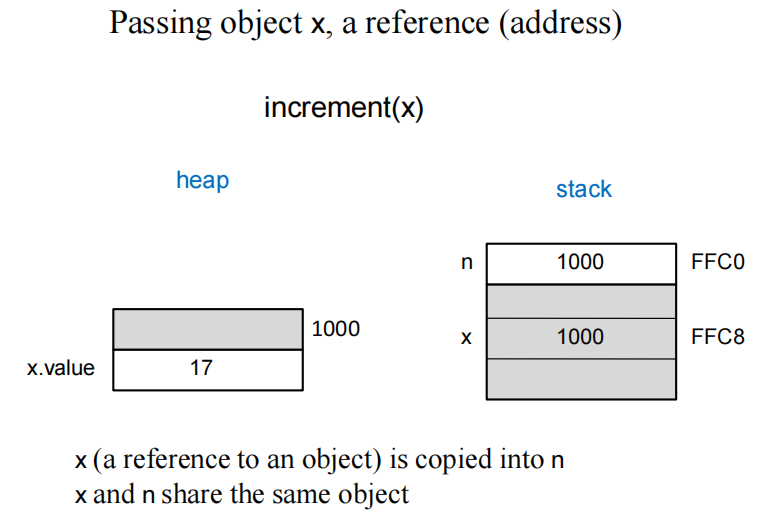 Passing object x, a reference (address)
increment(x)
heap
stack
n 1000 FFC0
1000
x 1000 FFC8
x.value 17
x (a reference to an object) is copied into n
x and n share the same object